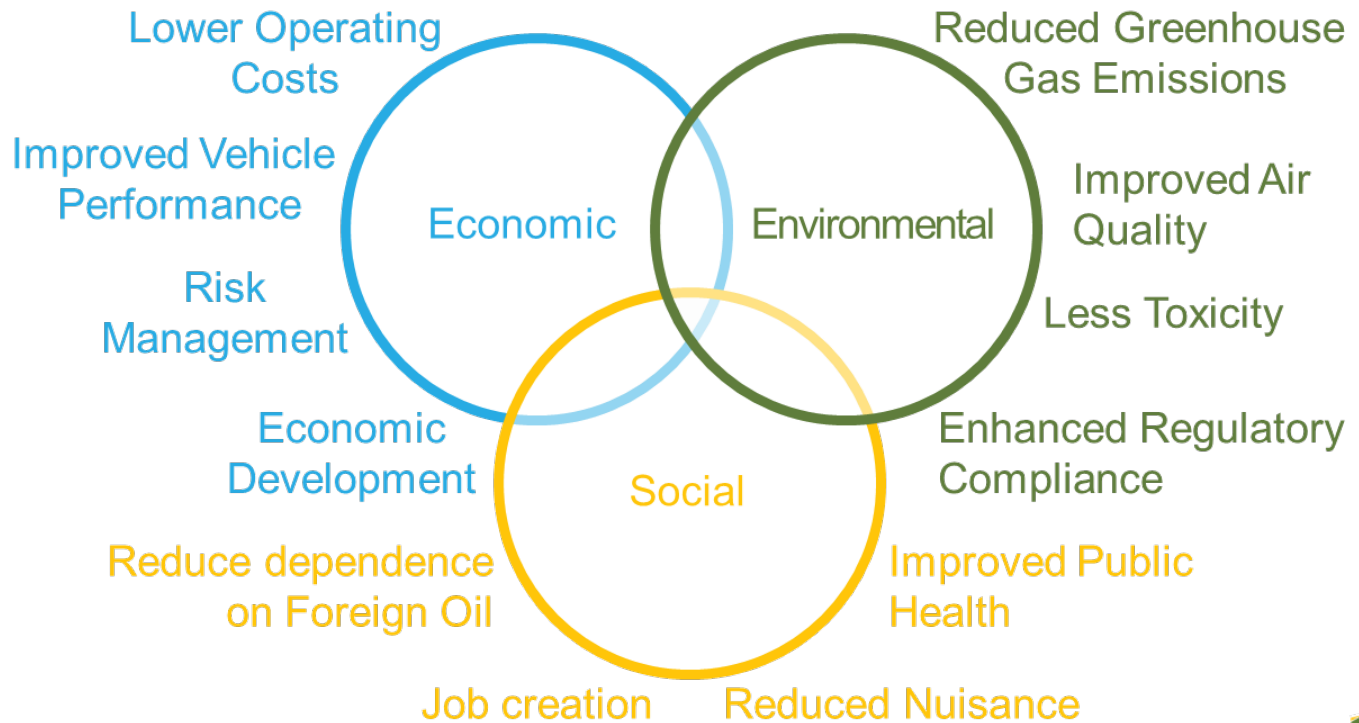 Lower Operating
Costs
Improved Vehicle
Performance
Risk
Management
Economic
Development
Economic
Environmental
Social
Reduced Greenhouse
Gas Emissions
Improved Air
Quality
Less Toxicity
Enhanced Regulatory
Compliance
Reduce dependence
on Foreign Oil
Job creation
Improved Public
Health
Reduced Nuisance